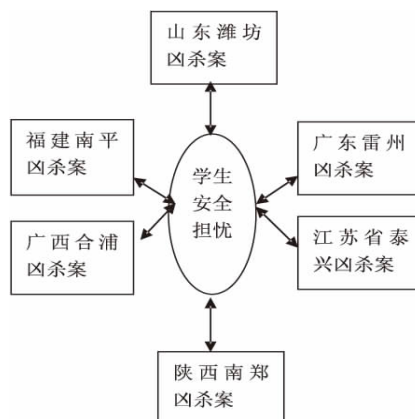 山东潍坊
凶杀案
福建南平
凶杀案
广东雷州
凶杀案
学生
安全
担忧
广西合浦
凶杀案
江苏省泰
兴凶杀案
陕西南郑
凶杀案